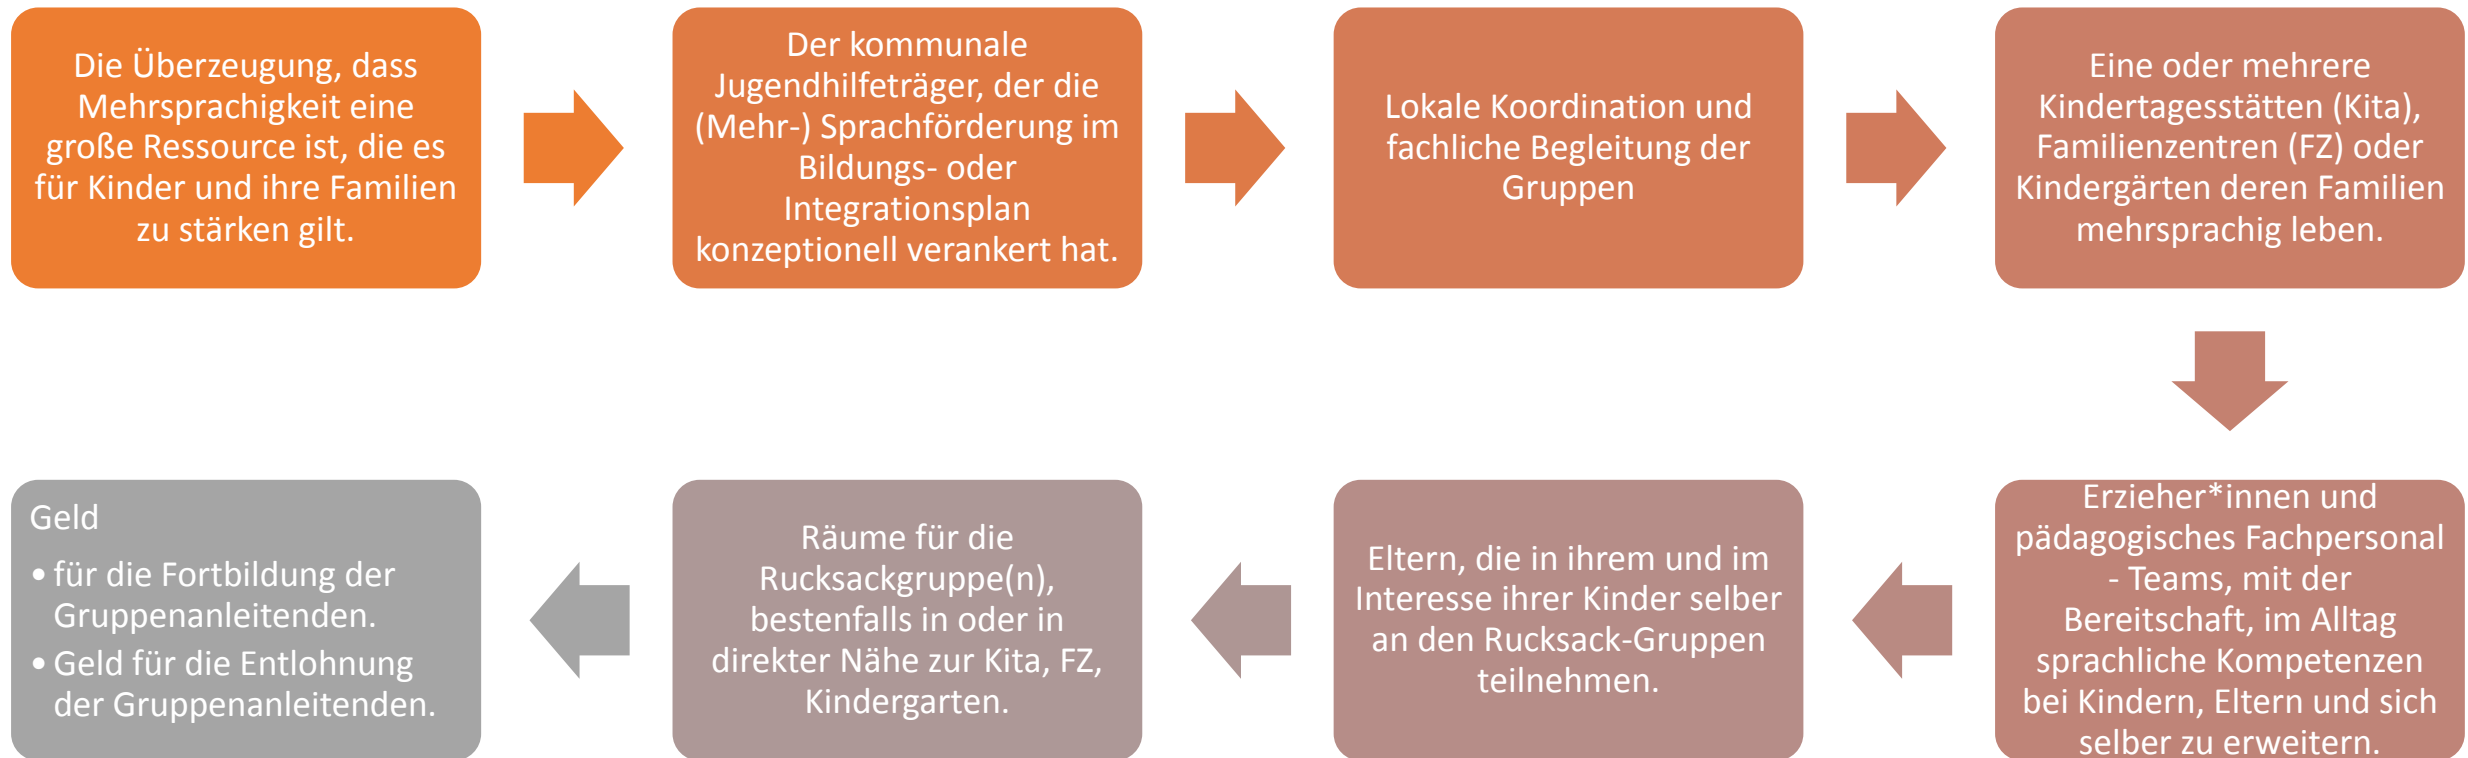 Die Überzeugung, dass
Mehrsprachigkeit eine
große Ressource ist, die es
für Kinder und ihre Familien
zu stärken gilt.
Der kommunale
Jugendhilfeträger, der die
(Mehr-) Sprachförderung im
Bildungs- oder
Integrationsplan
konzeptionell verankert hat.
Lokale Koordination und
fachliche Begleitung der
Gruppen
Eine oder mehrere
Kindertagesstätten (Kita),
Familienzentren (FZ) oder
Kindergärten deren Familien
mehrsprachig leben.
Erzieher*innen und
pädagogisches Fachpersonal
- Teams, mit der
Bereitschaft, im Alltag
sprachliche Kompetenzen
bei Kindern, Eltern und sich
selber zu erweitern.
Eltern, die in ihrem und im
Interesse ihrer Kinder selber
an den Rucksack-Gruppen
teilnehmen.
Räume für die
Rucksackgruppe(n),
bestenfalls in oder in
direkter Nähe zur Kita, FZ,
Kindergarten.
Geld
• für die Fortbildung der
Gruppenanleitenden.
• Geld für die Entlohnung
der Gruppenanleitenden.